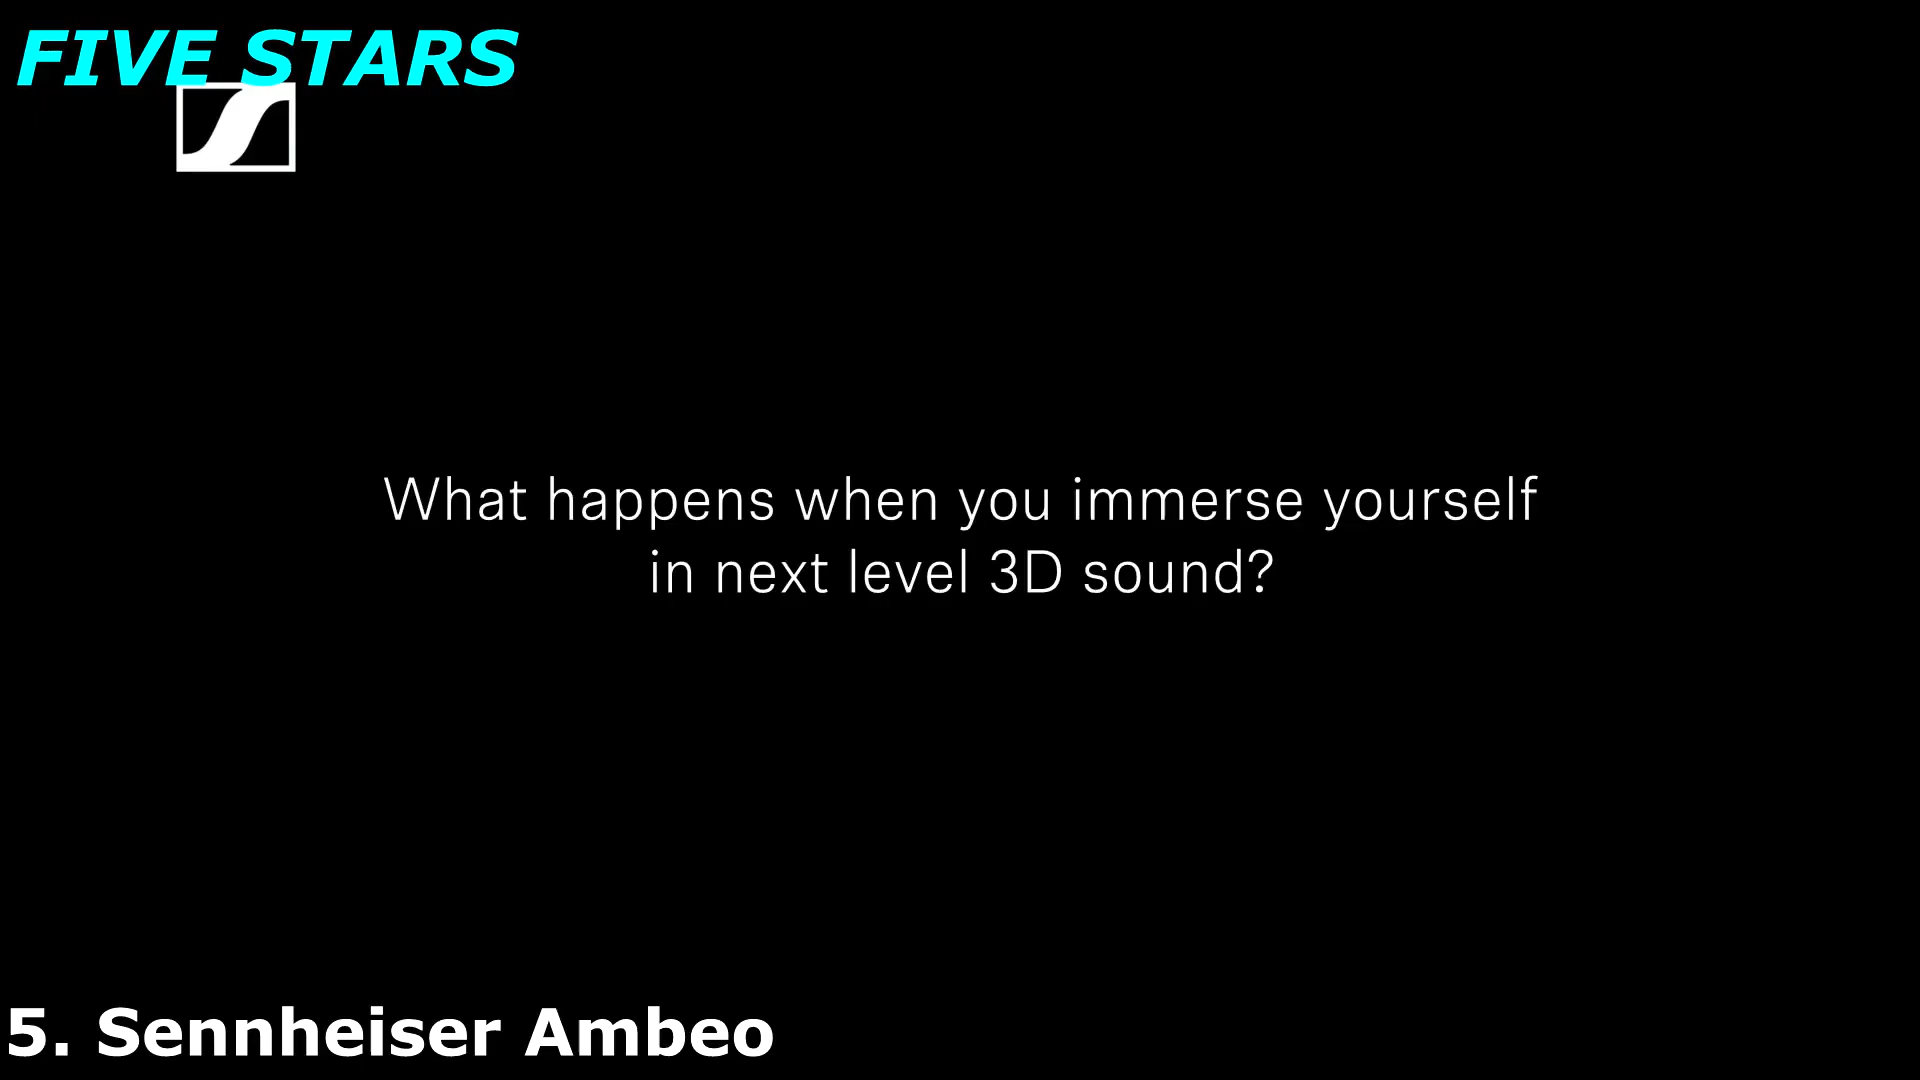 FIVE STARS
What happens when you immerse yourself
in next level 3D sound?
5. Sennheiser Ambeo